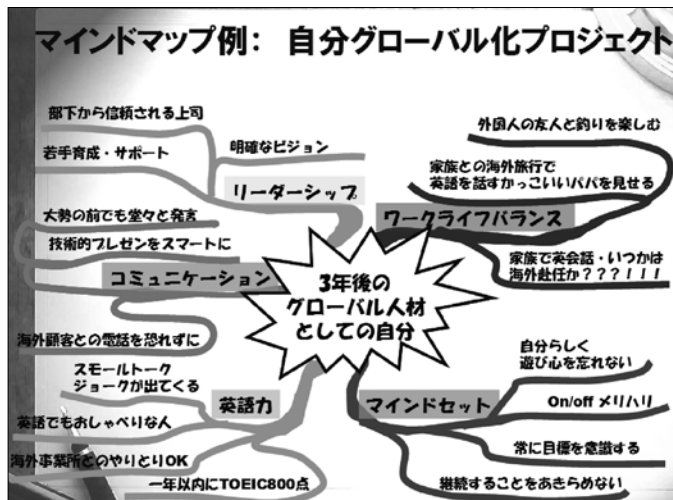 マインドマップ例： 自分グローバル化プロジェクト
部下から信頼される上司
若手育成・サポート
明確なビジョン
リーダーシップ
大勢の前でも堂々と発言
技術的プレゼンをスマートに
コミュニケーション
海外顧客との電話を恐れずに
スモールトーク
ジョークが出てくる
英語力
英語でもおしゃべりな人
海外事業所とのやりとりOK
一年以内にTOEIC800点
3年後の
グローバル人材
としての自分
外国人の友人と釣りを楽しむ
家族との海外旅行で
英語を話すかっこいいパパを見せる
ワークライフバランス
家族で英会話・いつかは
海外赴任か???!!!
自分らしく
遊び心を忘れない
マインドセット
On/off メリハリ
常に目標を意識する
継続することをあきらめない